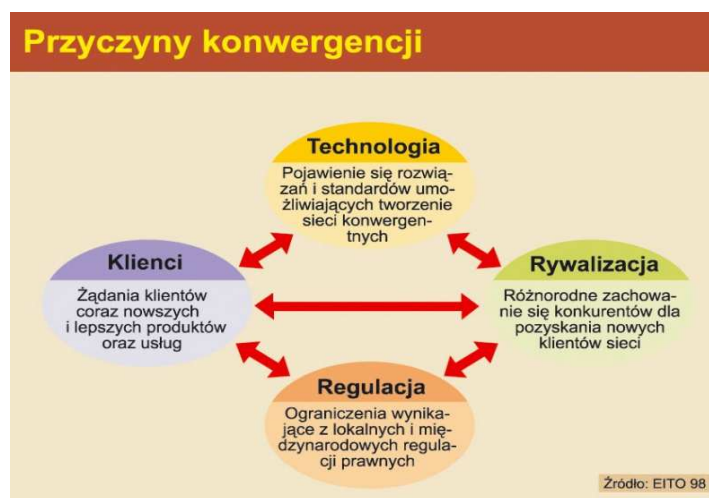 Przyczyny konwergencji
Technologia
Pojawienie się rozwią-
zań i standardów umo-
żliwiających tworzenie
sieci konwergen-
tnych
Klienci
Żądania klientów
coraz nowszych
i lepszych produktów
oraz usług
Rywalizacja
Różnorodne zachowa-
nie się konkurentów dla
pozyskania nowych
klientów sieci
Regulacja
Ograniczenia wynika-
jące z lokalnych i mię-
dzynarodowych regula-
cji prawnych
Źródło: EITO 98